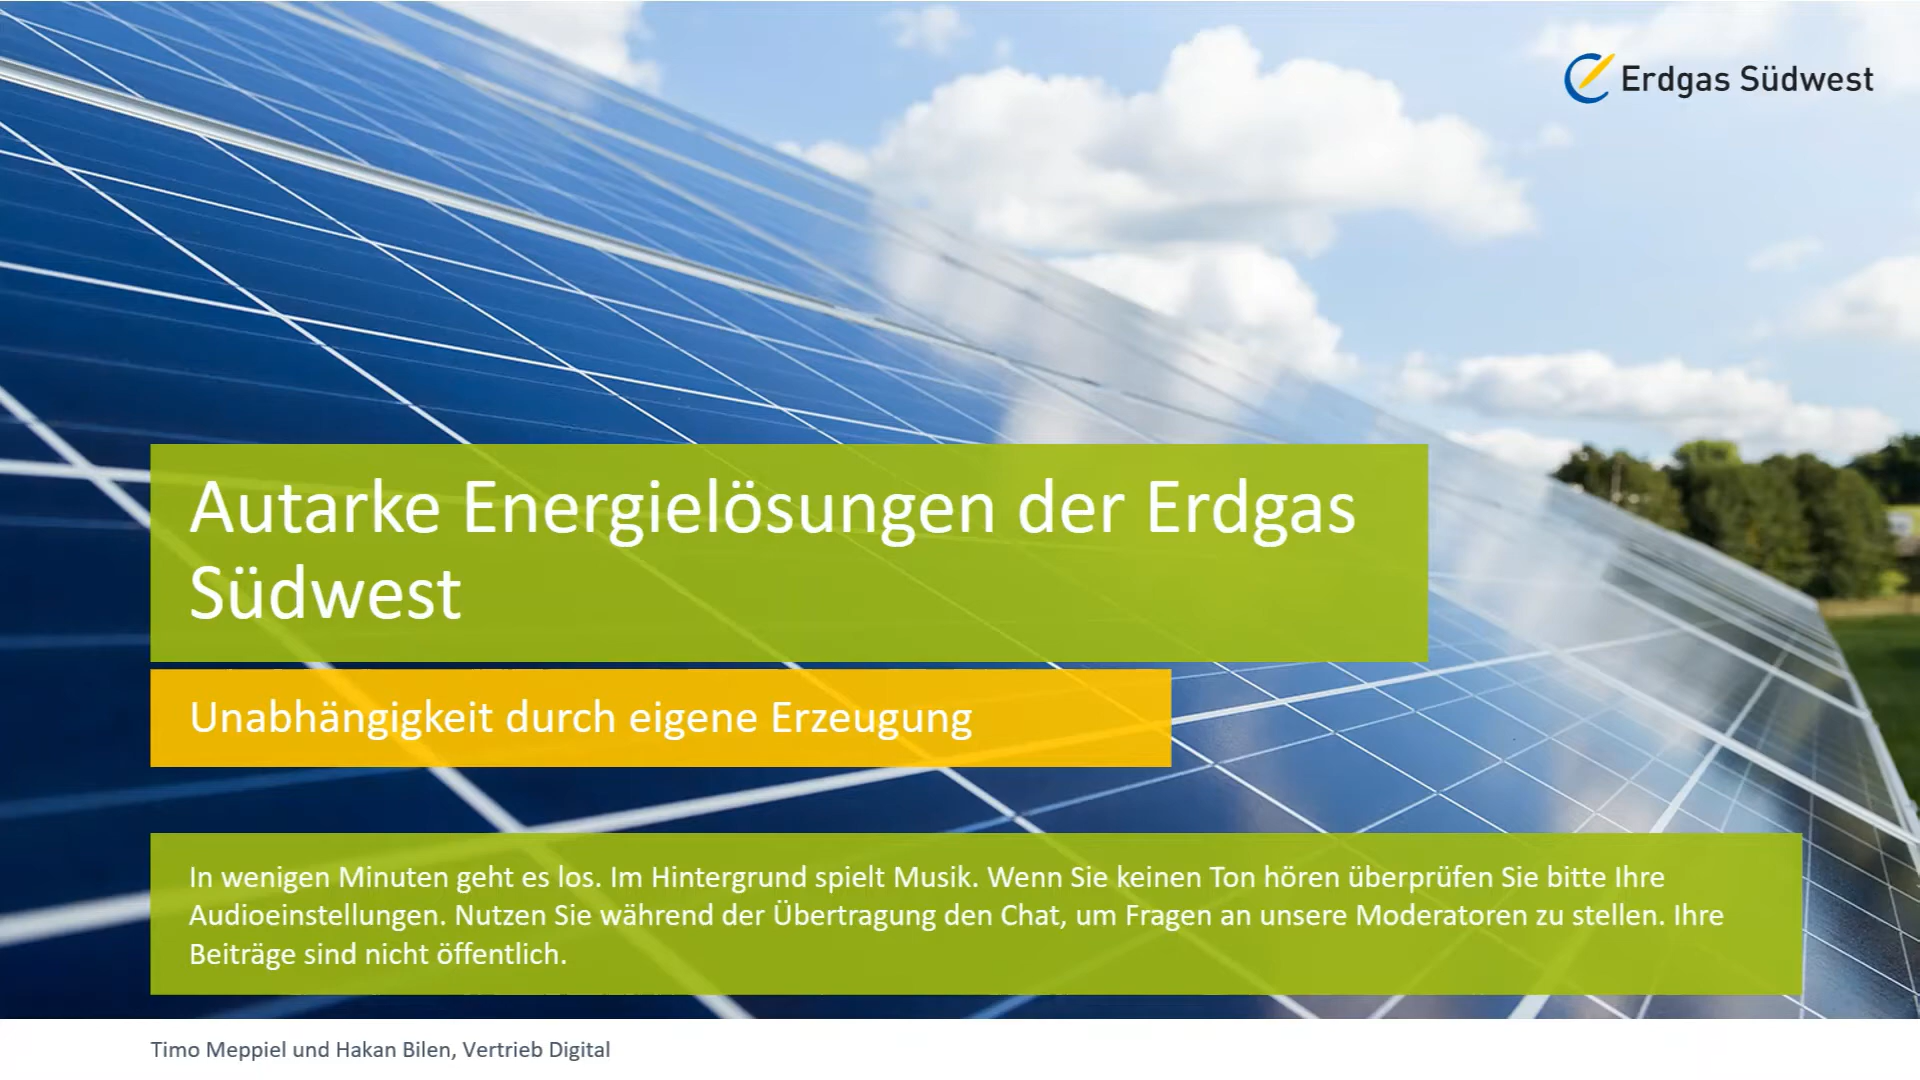 Erdgas Südwest
Autarke Energielösungen der Erdgas
Südwest
Unabhängigkeit durch eigene Erzeugung
In wenigen Minuten geht es los. Im Hintergrund spielt Musik. Wenn Sie keinen Ton hören überprüfen Sie bitte Ihre
Audioeinstellungen. Nutzen Sie während der Übertragung den Chat, um Fragen an unsere Moderatoren zu stellen. Ihre
Beiträge sind nicht öffentlich.
Timo Meppiel und Hakan Bilen, Vertrieb Digital